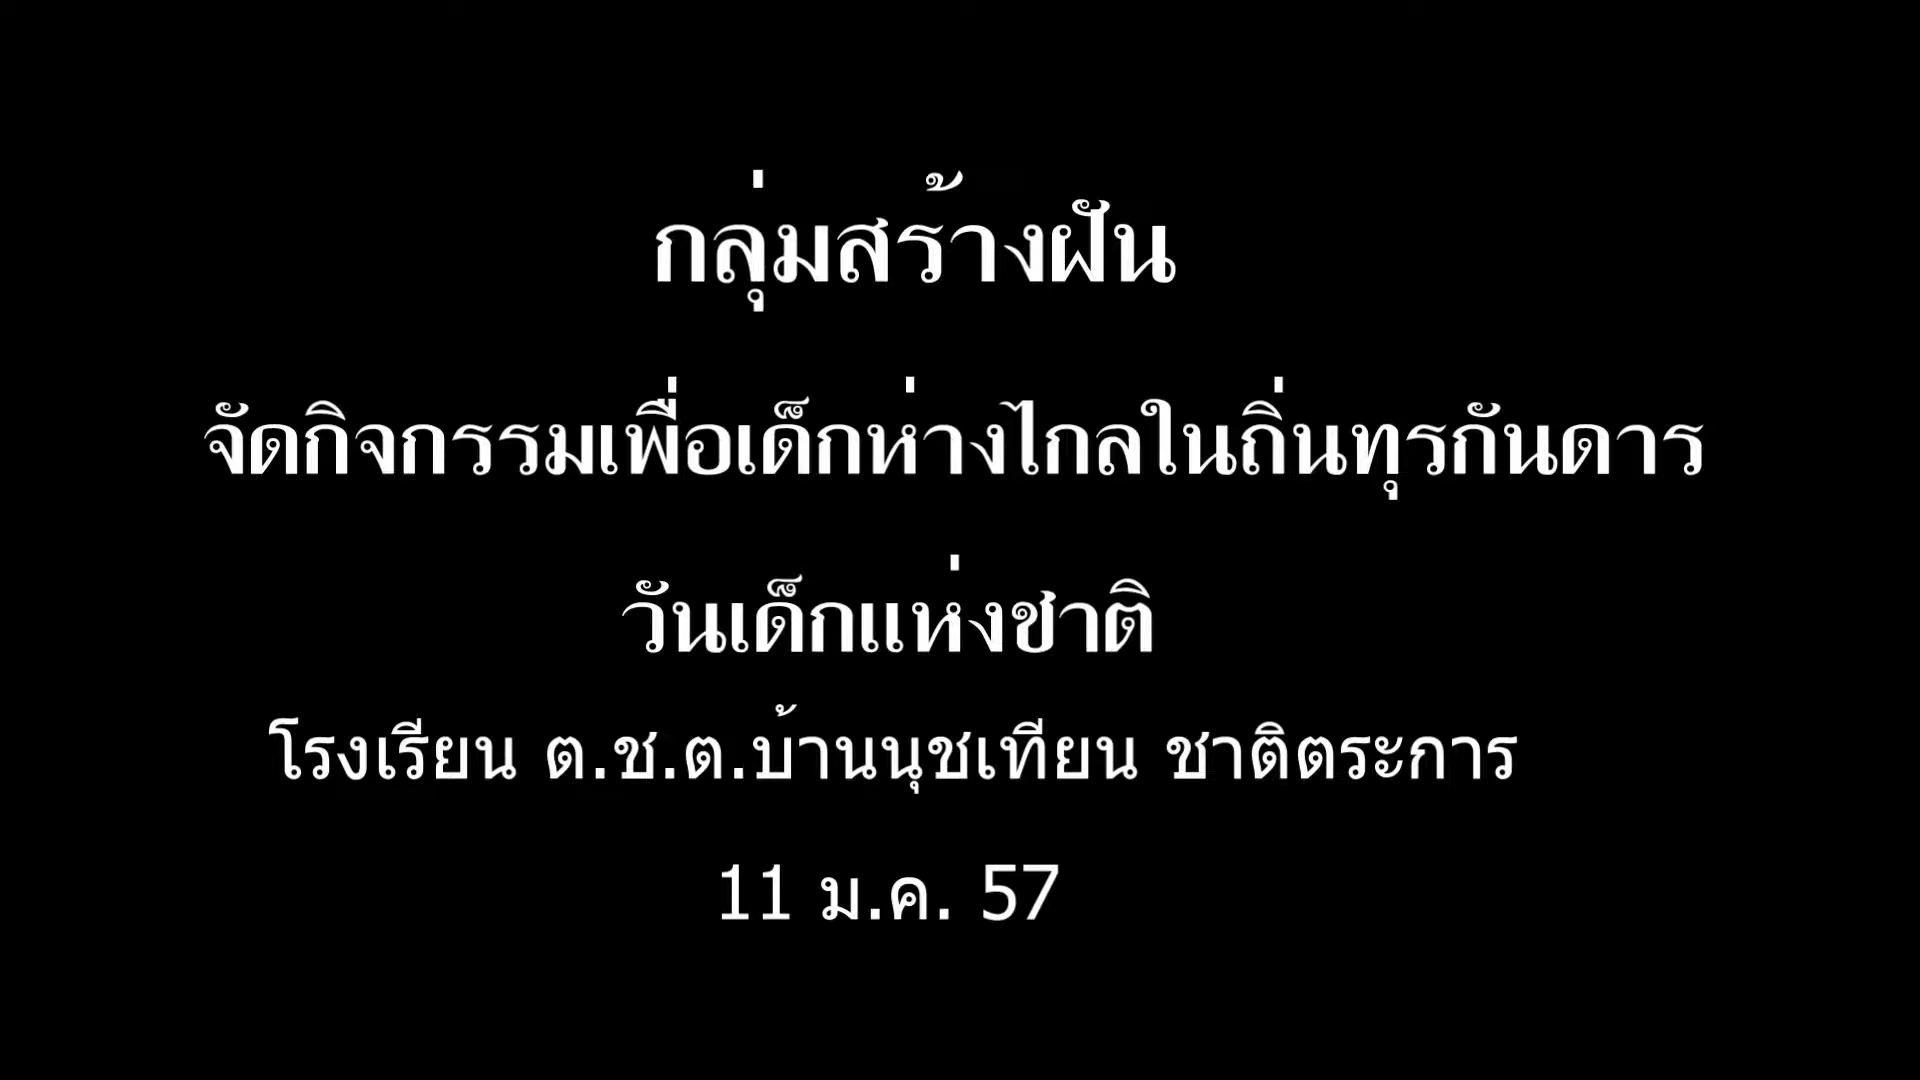 กลุ่มสร้างฝัน
จัดกิจกรรมเพื่อเด็กห่างไกลในถิ่นทุรกันดาร
วันเด็กแห่งชาติ
โรงเรียน ต.ช.ต.บ้านนุชเทียน ชาติตระการ
11 ม.ค. 57